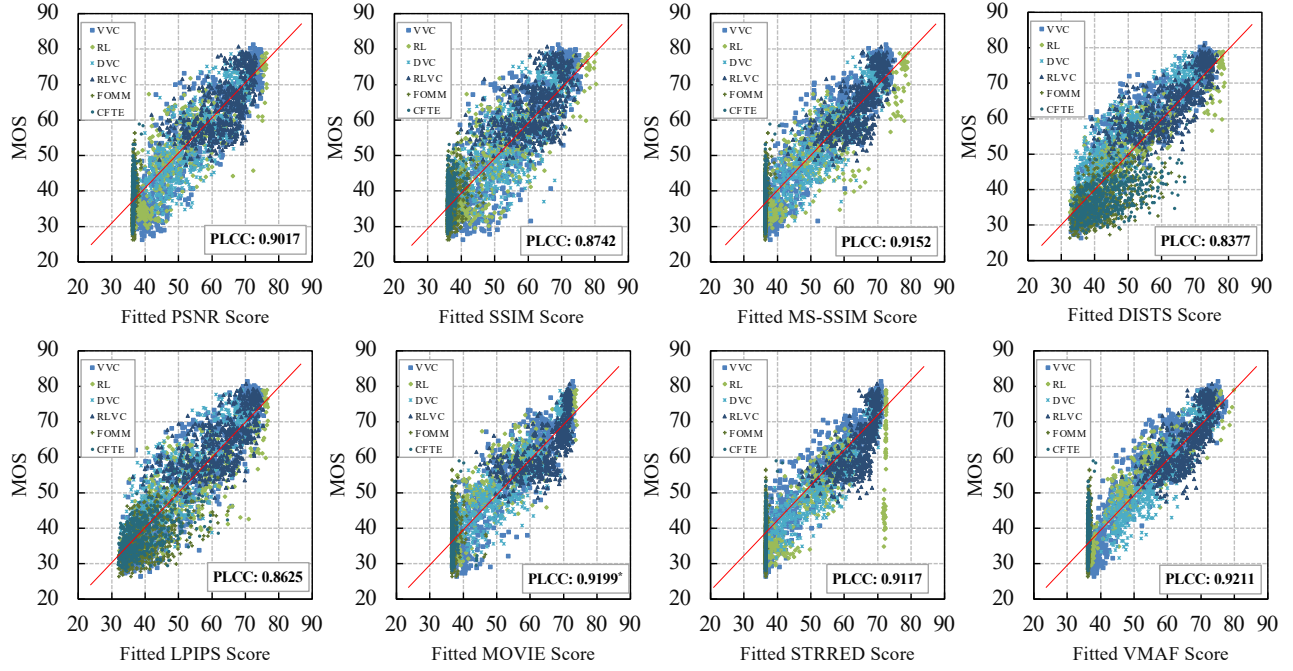 90
80
70
60
50
40
30
20
MOS
VVC
RL
DVC
RLVC
FOMM
CFTE
PLCC: 0.9017
20 30 40 50 60 70 80 90
Fitted PSNR Score
90
80
70
60
50
40
30
20
MOS
VVC
RL
DVC
RLVC
FOMM
CFTE
PLCC: 0.8742
20 30 40 50 60 70 80 90
Fitted SSIM Score
90
80
70
60
50
40
30
20
MOS
VVC
RL
DVC
RLVC
FOMM
CFTE
PLCC: 0.9152
20 30 40 50 60 70 80 90
Fitted MS-SSIM Score
90
80
70
60
50
40
30
20
MOS
VVC
RL
DVC
RLVC
FOMM
CFTE
PLCC: 0.8377
20 30 40 50 60 70 80 90
Fitted DISTS Score
90
80
70
60
50
40
30
20
MOS
VVC
RL
DVC
RLVC
FOMM
CFTE
PLCC: 0.8625
20 30 40 50 60 70 80 90
Fitted LPIPS Score
90
80
70
60
50
40
30
20
MOS
VVC
RL
DVC
RLVC
FOMM
CFTE
PLCC: 0.9199*
20 30 40 50 60 70 80 90
Fitted MOVIE Score
90
80
70
60
50
40
30
20
MOS
VVC
RL
DVC
RLVC
FOMM
CFTE
PLCC: 0.9117
20 30 40 50 60 70 80 90
Fitted STRRED Score
90
80
70
60
50
40
30
20
MOS
VVC
RL
DVC
RLVC
FOMM
CFTE
PLCC: 0.9211
20 30 40 50 60 70 80 90
Fitted VMAF Score